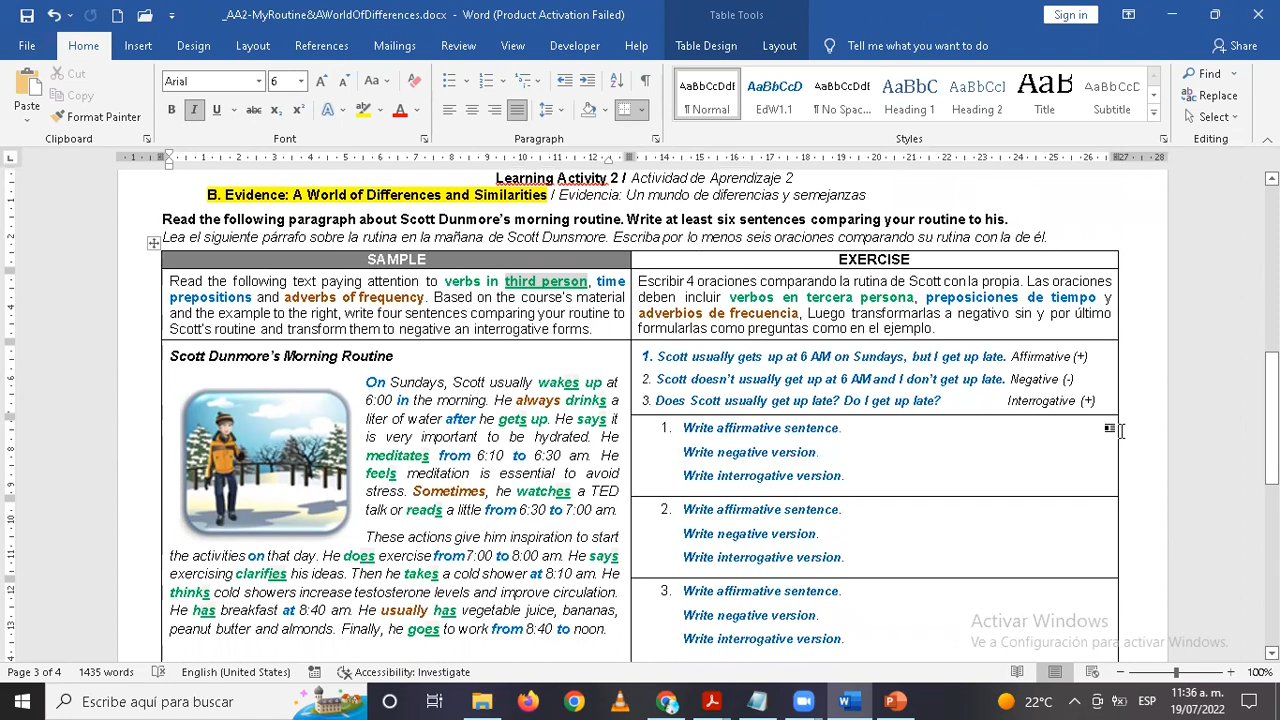 _AA2-MyRoutine&AWorldOfDifferences.docx - Word (Product Activation Failed)
Table Tools
Sign in
File Home Insert Design Layout References Mailings Review View Developer Help Table Design Layout Tell me what you want to do Share
Paste
Cut
Copy
Format Painter
Clipboard
Arial 6
Font
Paragraph
AaBbCcDd ¶ Normal
AaBbCcD EdW1.1
AaBbCcDd ¶ No Spac...
AaBbC Heading 1
AaBbCc Heading 2
AaB Title
AaBbCcD Subtitle
Styles
Find
Replace
Select
Editing
Learning Activity 2 / Actividad de Aprendizaje 2
B. Evidence: A World of Differences and Similarities / Evidencia: Un mundo de diferencias y semejanzas
Read the following paragraph about Scott Dunmore's morning routine. Write at least six sentences comparing your routine to his.
Lea el siguiente párrafo sobre la rutina en la mañana de Scott Dunsmore. Escriba por lo menos seis oraciones comparando su rutina con la de él.
SAMPLE
Read the following text paying attention to verbs in third person, time
prepositions and adverbs of frequency. Based on the course's material
and the example to the right, write four sentences comparing your routine to
Scott's routine and transform them to negative an interrogative forms.
Scott Dunmore's Morning Routine
On Sundays, Scott usually wakes up at
6:00 in the morning. He always drinks a
liter of water after he gets up. He says it
is very important to be hydrated. He
meditates from 6:10 to 6:30 am. He
feels meditation is essential to avoid
stress. Sometimes, he watches a TED
talk or reads a little from 6:30 to 7:00 am.
These actions give him inspiration to start
the activities on that day. He does exercise from 7:00 to 8:00 am. He says
exercising clarifies his ideas. Then he takes a cold shower at 8:10 am. He
thinks cold showers increase testosterone levels and improve circulation.
He has breakfast at 8:40 am. He usually has vegetable juice, bananas,
peanut butter and almonds. Finally, he goes to work from 8:40 to noon.
EXERCISE
Escribir 4 oraciones comparando la rutina de Scott con la propia. Las oraciones
deben incluir verbos en tercera persona, preposiciones de tiempo y
adverbios de frecuencia, Luego transformarlas a negativo sin y por último
formularlas como preguntas como en el ejemplo.
1. Scott usually gets up at 6 AM on Sundays, but I get up late. Affirmative (+)
2. Scott doesn't usually get up at 6 AM and I don't get up late. Negative (-)
3. Does Scott usually get up late? Do I get up late? Interrogative (+)
1. Write affirmative sentence.
Write negative version.
Write interrogative version.
2. Write affirmative sentence.
Write negative version.
Write interrogative version.
3. Write affirmative sentence.
Write negative version.
Write interrogative version.
Activar Windows
Ve a Configuración para activar Windows.
Page 3 of 4 1435 words English (United States) Accessibility: Investigate 100%
Escribe aquí para buscar
22°C
ESP
11:36 a. m.
19/07/2022